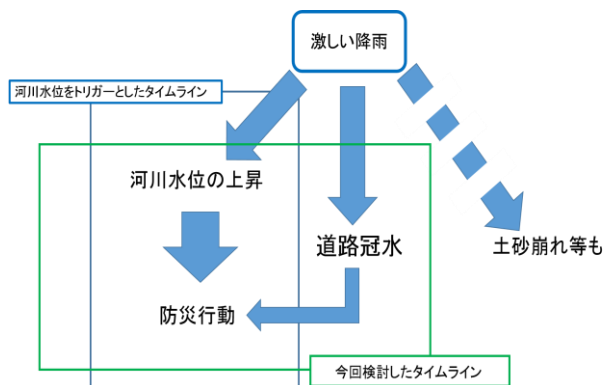 激しい降雨
河川水位をトリガーとしたタイムライン
河川水位の上昇
道路冠水
土砂崩れ等も
防災行動
今回検討したタイムライン